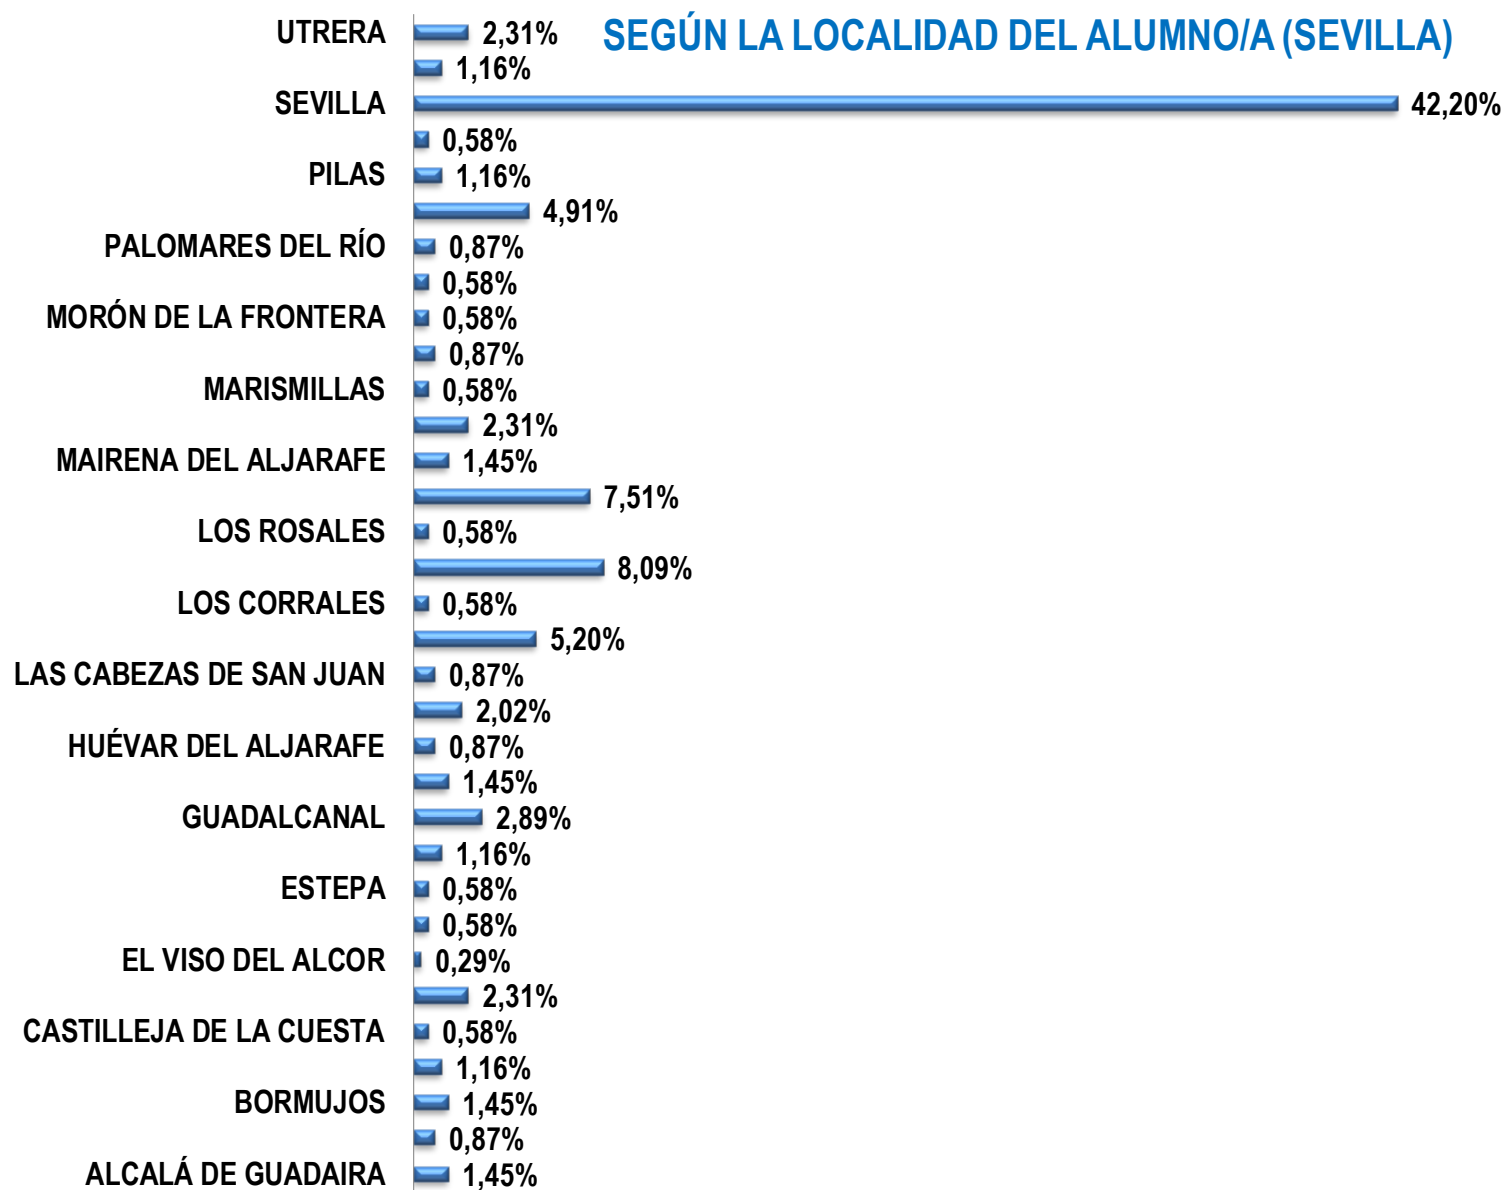 SEGÚN LA LOCALIDAD DEL ALUMNO/A (SEVILLA)
UTRERA 2,31%
1,16%
SEVILLA 42,20%
0,58%
PILAS 1,16%
4,91%
PALOMARES DEL RÍO 0,87%
0,58%
MORÓN DE LA FRONTERA 0,58%
0,87%
MARISMILLAS 0,58%
2,31%
MAIRENA DEL ALJARAFE 1,45%
7,51%
LOS ROSALES 0,58%
8,09%
LOS CORRALES 0,58%
5,20%
LAS CABEZAS DE SAN JUAN 0,87%
2,02%
HUÉVAR DEL ALJARAFE 0,87%
1,45%
GUADALCANAL 2,89%
1,16%
ESTEPA 0,58%
0,58%
EL VISO DEL ALCOR 0,29%
2,31%
CASTILLEJA DE LA CUESTA 0,58%
1,16%
BORMUJOS 1,45%
0,87%
ALCALÁ DE GUADAIRA 1,45%